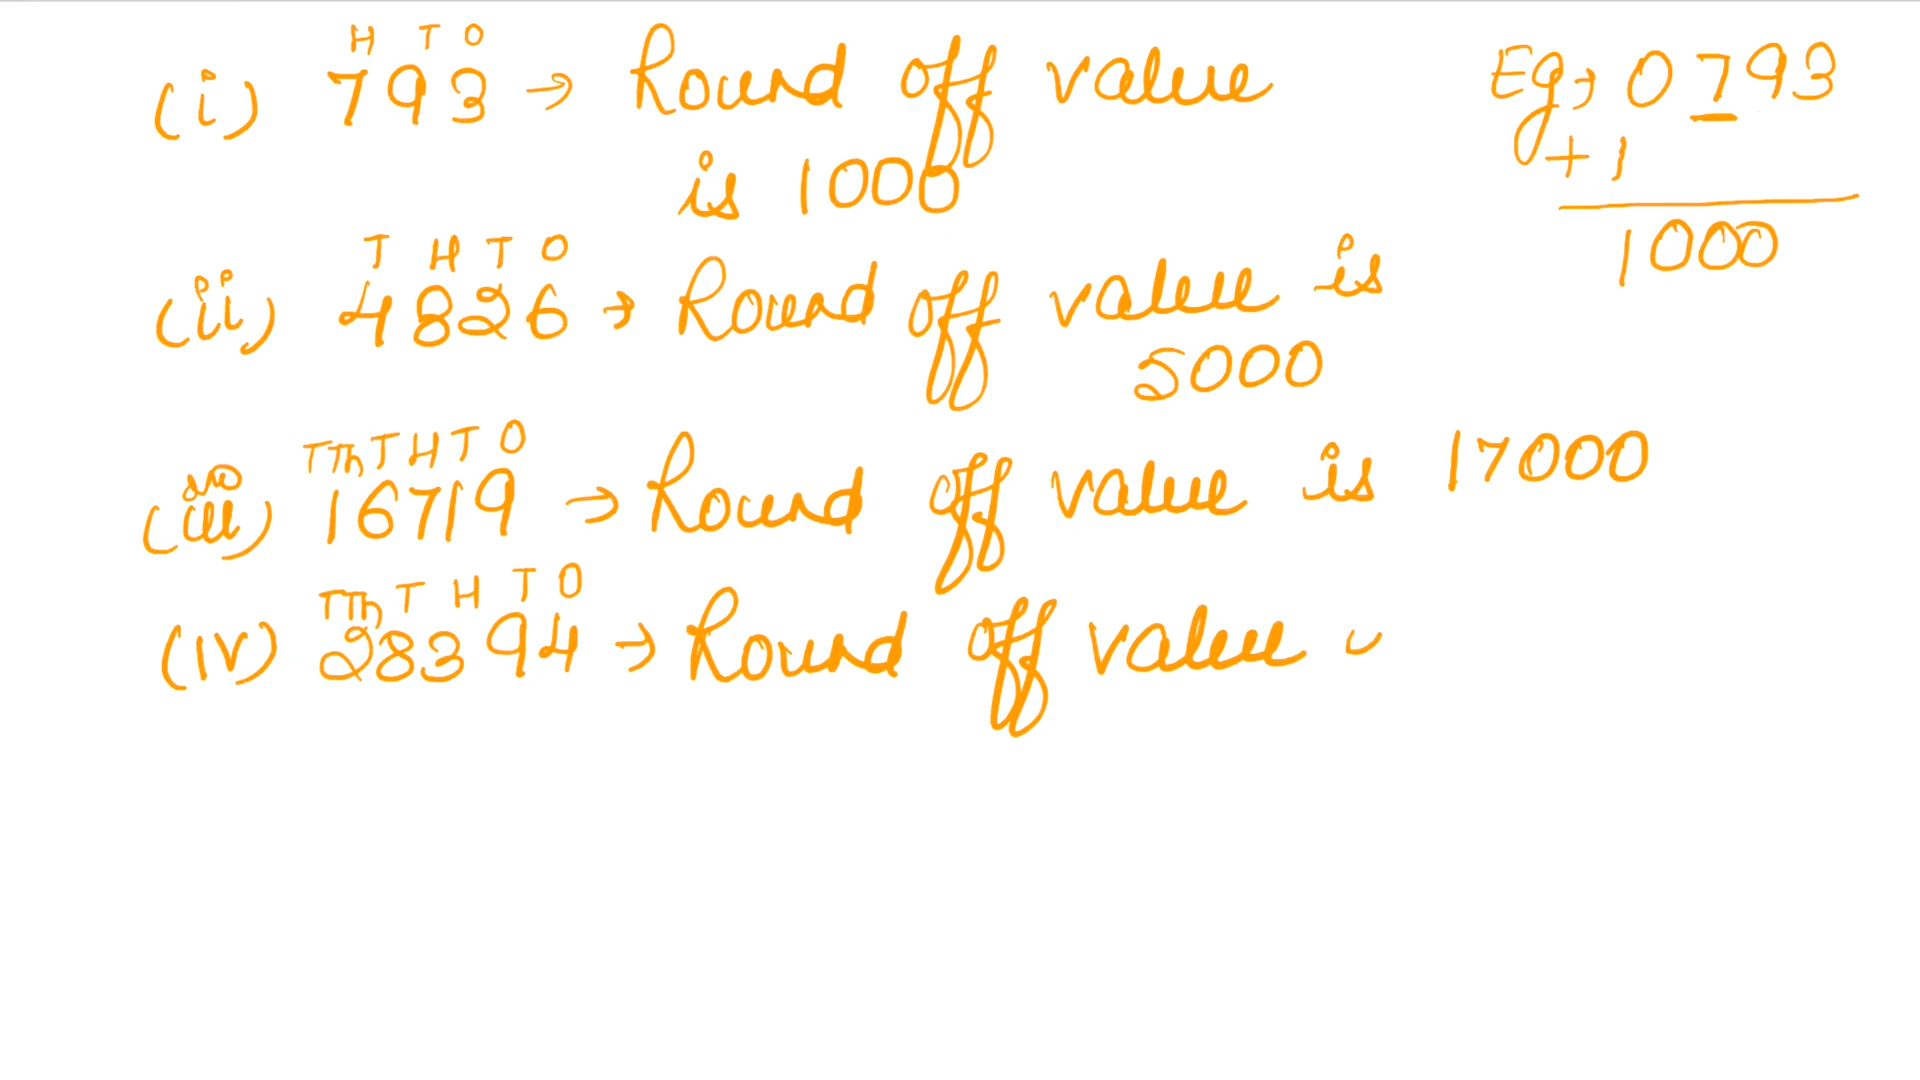 H T O
(i) 793 → Round off value
is 1000
Eg → 0793
+1
1000
T H T O
(ii) 4826 → Round off value is
5000
TTh T H T O
(iii) 16719 → Round off value is 17000
TTh T H T O
(iv) 28394 → Round off value